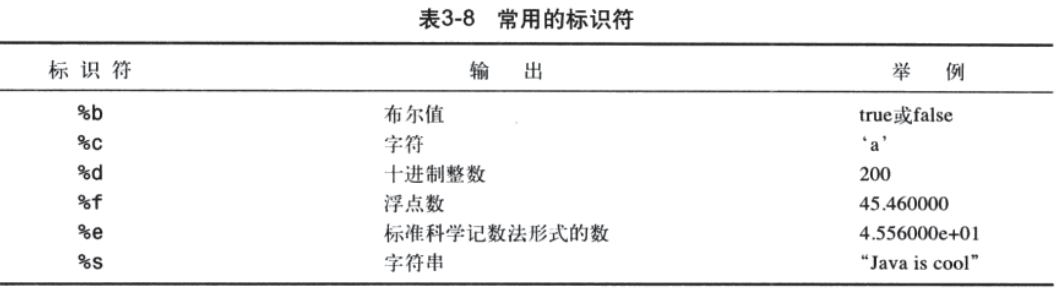 表3-8 常用的标识符
标 识 符 输 出 举 例
%b 布尔值 true或false
%c 字符 ‘a’
%d 十进制整数 200
%f 浮点数 45.460000
%e 标准科学记数法形式的数 4.556000e+01
%s 字符串 “Java is cool”